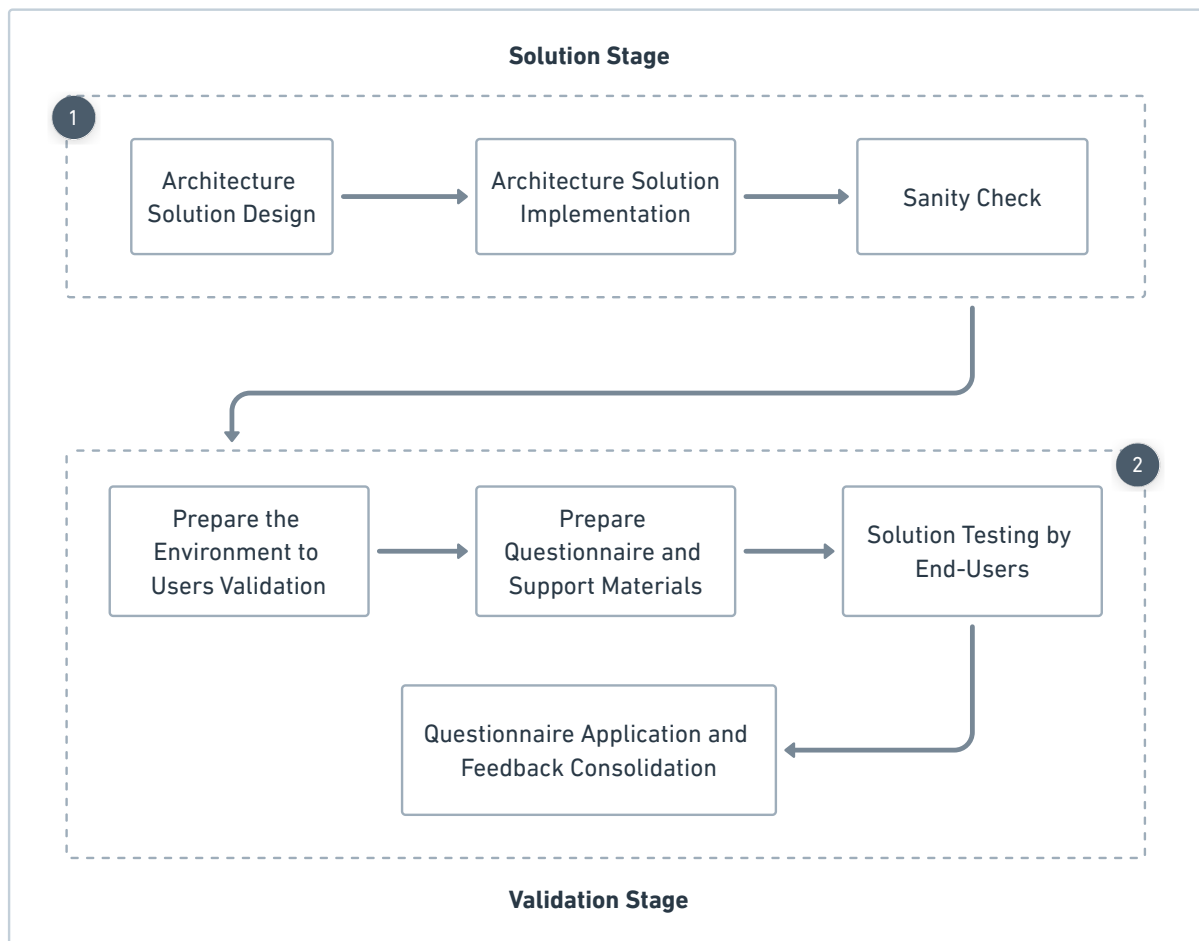 Solution Stage
1
Architecture
Solution Design
Architecture Solution
Implementation
Sanity Check
2
Prepare the
Environment to
Users Validation
Prepare
Questionnaire and
Support Materials
Solution Testing by
End-Users
Questionnaire Application and
Feedback Consolidation
Validation Stage